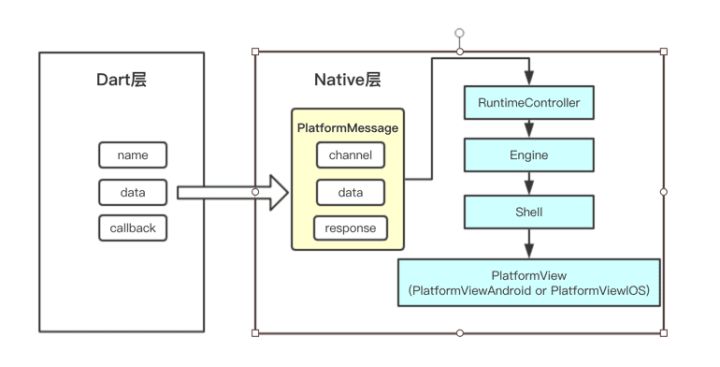 Dart层
name
data
callback
Native层
PlatformMessage
channel
data
response
RuntimeController
Engine
Shell
PlatformView
(PlatformViewAndroid or PlatformViewIOS)